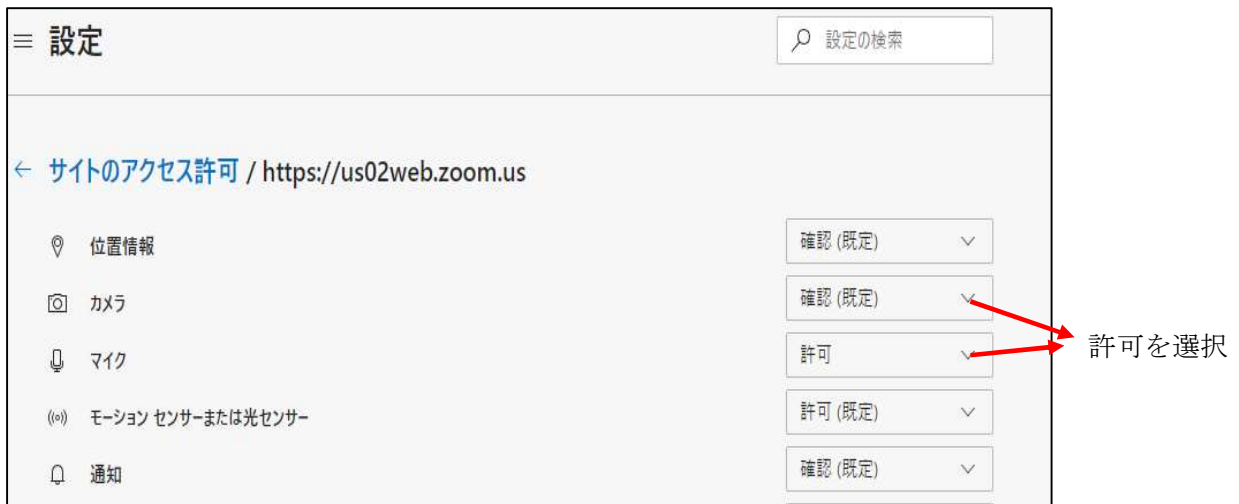 設定
設定の検索
サイトのアクセス許可 / https://us02web.zoom.us
位置情報
確認 (既定)
カメラ
確認 (既定)
マイク
許可
許可を選択
モーション センサーまたは光センサー
許可 (既定)
通知
確認 (既定)